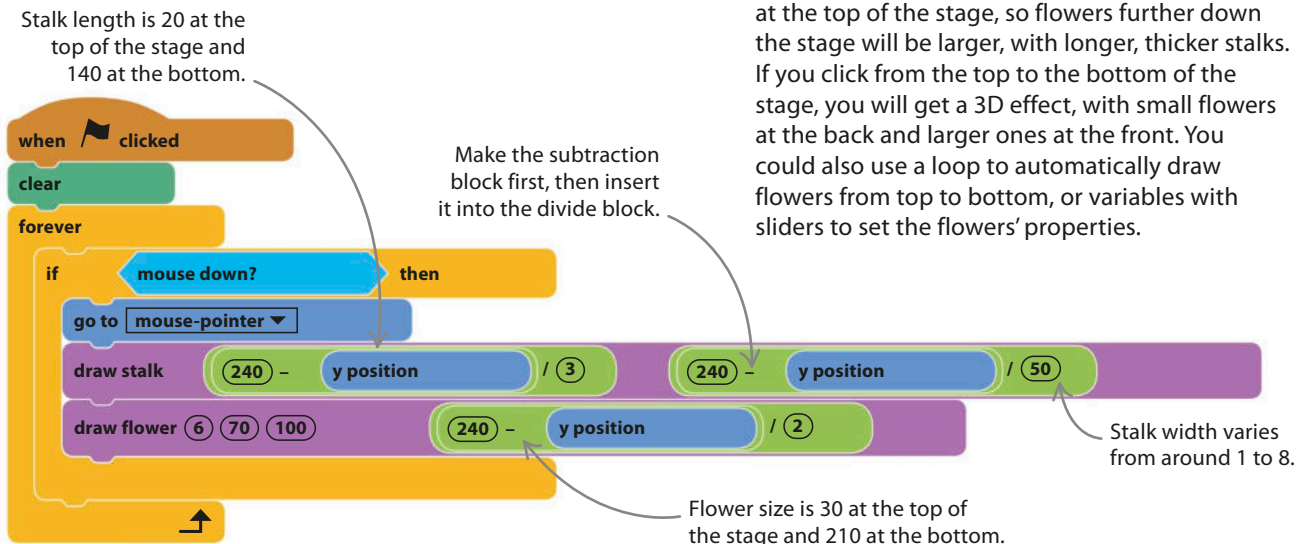 Stalk length is 20 at the
top of the stage and
140 at the bottom.
at the top of the stage, so flowers further down
the stage will be larger, with longer, thicker stalks.
If you click from the top to the bottom of the
stage, you will get a 3D effect, with small flowers
at the back and larger ones at the front. You
could also use a loop to automatically draw
flowers from top to bottom, or variables with
sliders to set the flowers’ properties.
Make the subtraction
block first, then insert
it into the divide block.
when clicked
clear
forever
if mouse down? then
go to mouse-pointer
draw stalk 240 – y position / 3 240 – y position / 50
draw flower 6 70 100 240 – y position / 2
Stalk width varies
from around 1 to 8.
Flower size is 30 at the top of
the stage and 210 at the bottom.